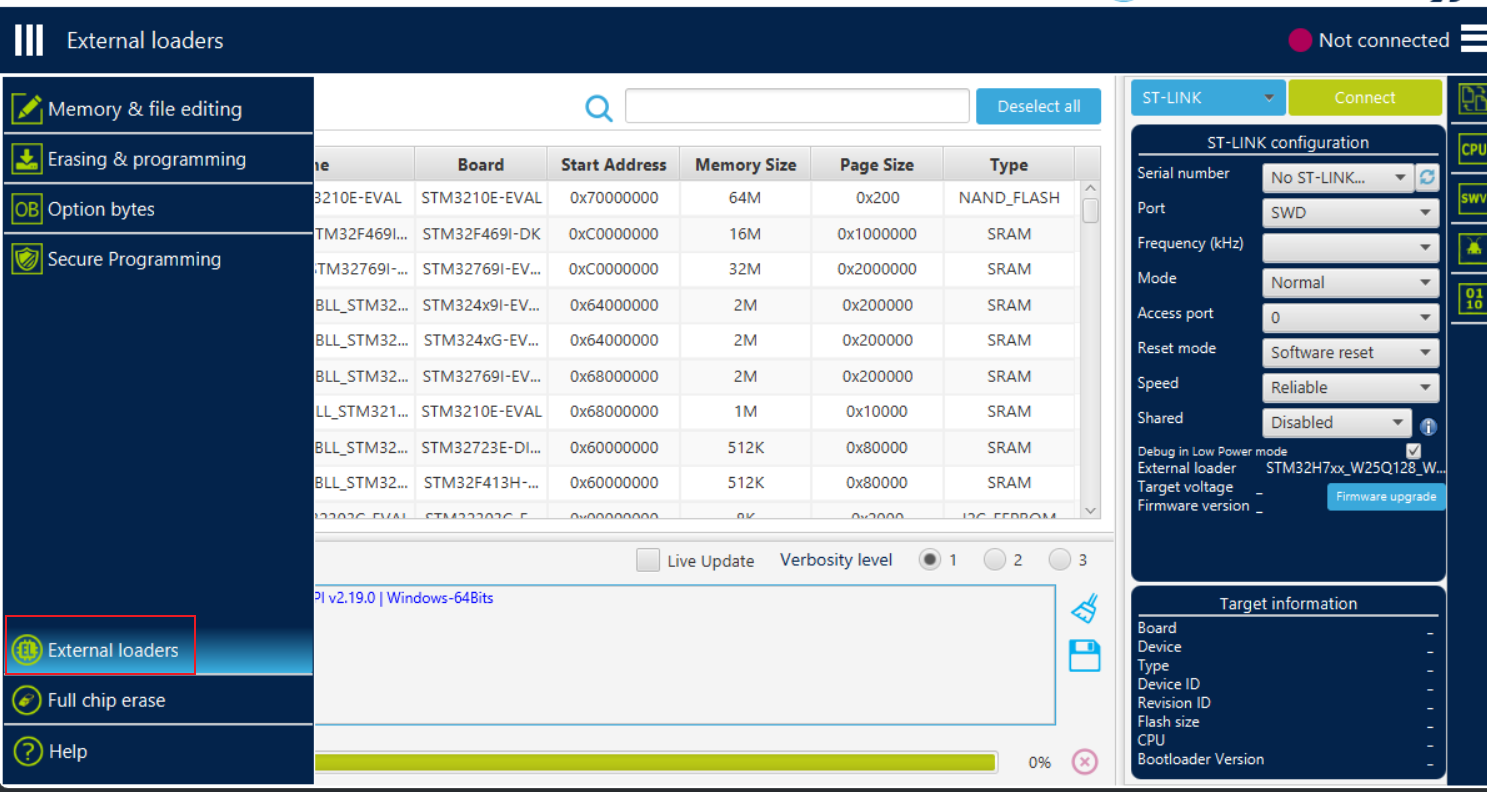 External loaders
Not connected
Memory & file editing
Erasing & programming
OB Option bytes
Secure Programming
EL External loaders
Full chip erase
? Help
Deselect all
Board Start Address Memory Size Page Size Type
3210E-EVAL STM3210E-EVAL 0x70000000 64M 0x200 NAND_FLASH
TM32F469I... STM32F469I-DK 0xC0000000 16M 0x1000000 SRAM
TM32769I-... STM32769I-EV... 0xC0000000 32M 0x2000000 SRAM
BLL_STM32... STM324x9I-EV... 0x64000000 2M 0x200000 SRAM
BLL_STM32... STM324xG-EV... 0x64000000 2M 0x200000 SRAM
BLL_STM32... STM32769I-EV... 0x68000000 2M 0x200000 SRAM
LL_STM321... STM3210E-EVAL 0x68000000 1M 0x10000 SRAM
BLL_STM32... STM32723E-DI... 0x60000000 512K 0x80000 SRAM
BLL_STM32... STM32F413H-... 0x60000000 512K 0x80000 SRAM
Live Update Verbosity level 1 2 3
PI v2.19.0 | Windows-64Bits
0%
ST-LINK Connect
ST-LINK configuration
Serial number No ST-LINK...
Port SWD
Frequency (kHz)
Mode Normal
Access port 0
Reset mode Software reset
Speed Reliable
Shared Disabled
Debug in Low Power mode
External loader STM32H7xx_W25Q128_W...
Target voltage _
Firmware upgrade
Firmware version _
Target information
Board _
Device _
Type _
Device ID _
Revision ID _
Flash size _
CPU _
Bootloader Version _
CPU
SWV
01
10